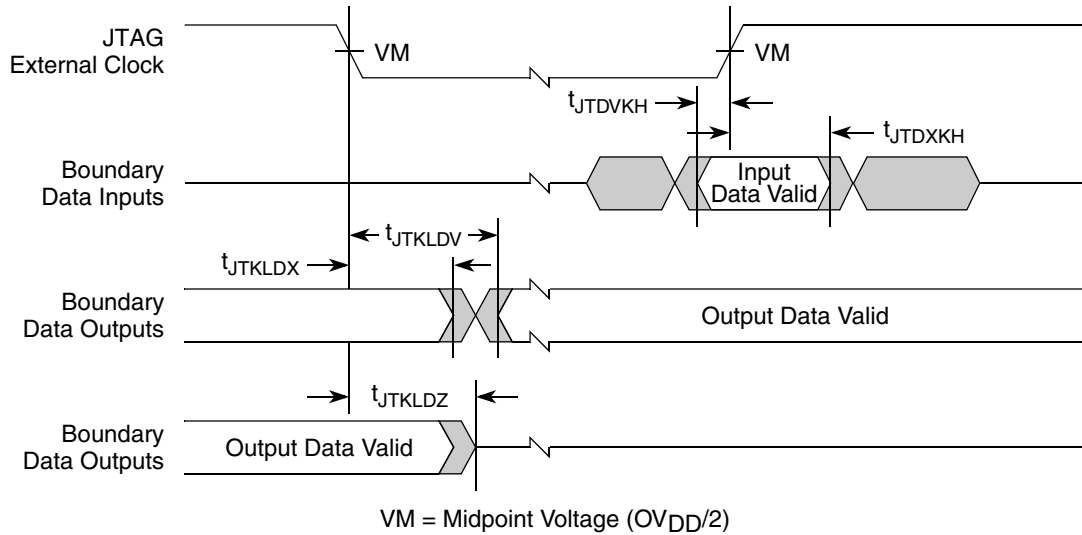 JTAG
External Clock
VM
VM
tJTDVKH
tJTDXKH
Boundary
Data Inputs
Input
Data Valid
tJTKLDV
tJTKLDX
Boundary
Data Outputs
Output Data Valid
tJTKLDZ
Boundary
Data Outputs
Output Data Valid
VM = Midpoint Voltage (OVDD/2)